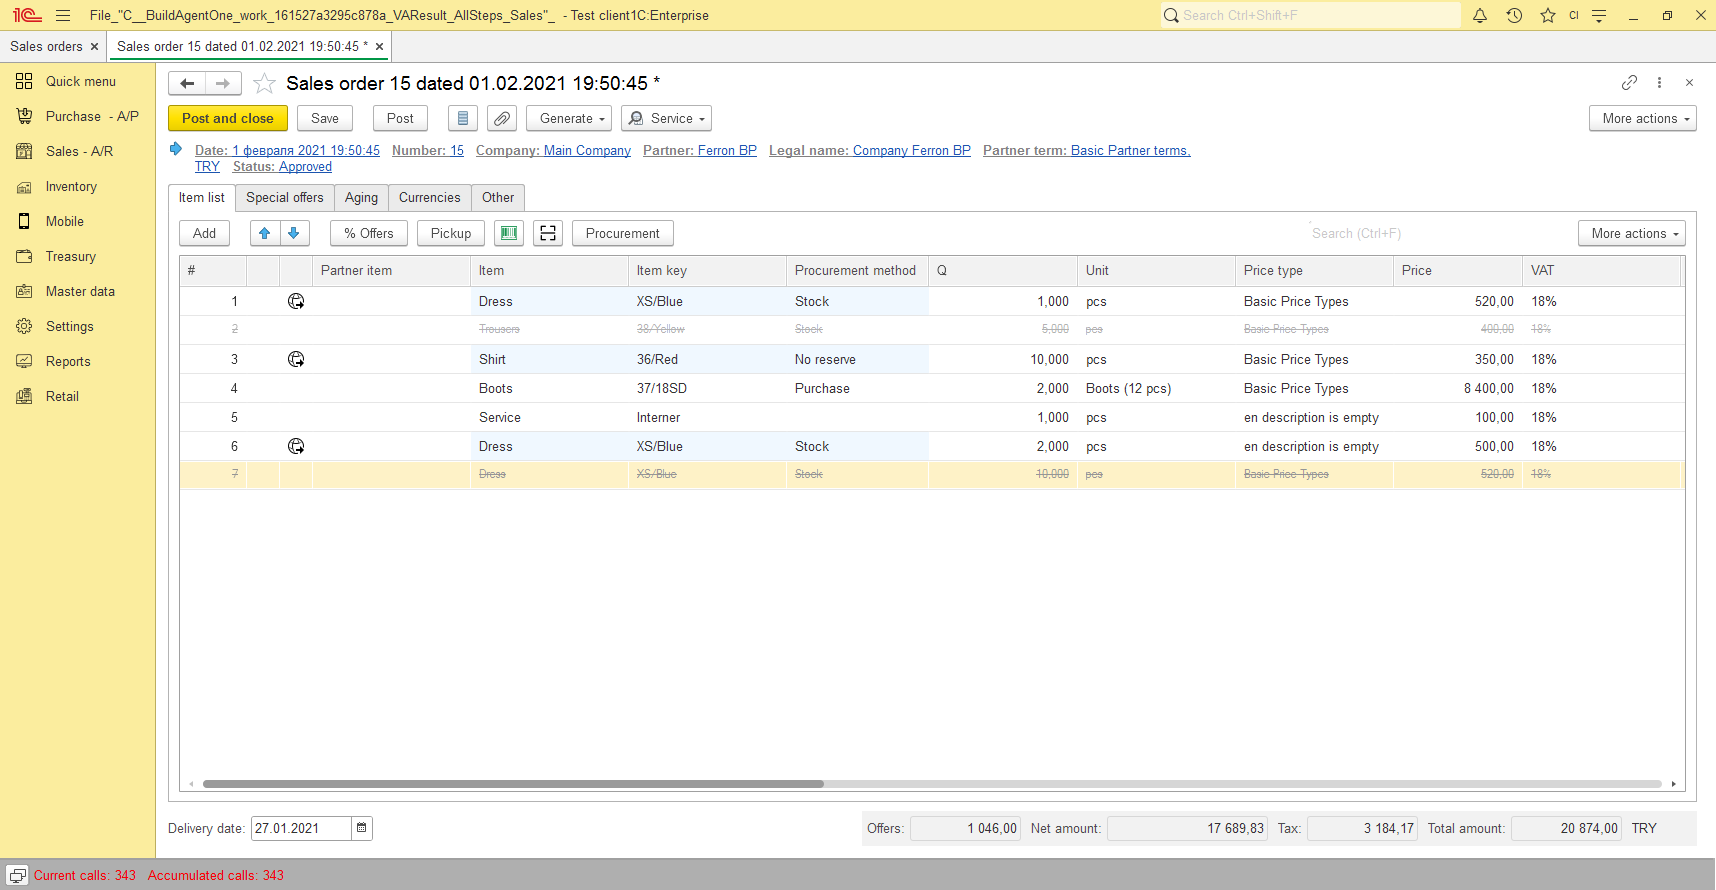 File_"C__BuildAgentOne_work_161527a3295c878a_VAResult_AllSteps_Sales"_ - Test client1C:Enterprise
Search Ctrl+Shift+F
CI
Sales orders
Sales order 15 dated 01.02.2021 19:50:45 *
Quick menu
Purchase - A/P
Sales - A/R
Inventory
Mobile
Treasury
Master data
Settings
Reports
Retail
Sales order 15 dated 01.02.2021 19:50:45 *
Post and close Save Post Generate Service More actions
Date: 1 февраля 2021 19:50:45 Number: 15 Company: Main Company Partner: Ferron BP Legal name: Company Ferron BP Partner term: Basic Partner terms,
TRY Status: Approved
Item list Special offers Aging Currencies Other
Add % Offers Pickup Procurement Search (Ctrl+F) More actions
# Partner item Item Item key Procurement method Q Unit Price type Price VAT
1 Dress XS/Blue Stock 1,000 pcs Basic Price Types 520,00 18%
2 Trousers 38/Yellow Stock 5,000 pcs Basic Price Types 400,00 18%
3 Shirt 36/Red No reserve 10,000 pcs Basic Price Types 350,00 18%
4 Boots 37/18SD Purchase 2,000 Boots (12 pcs) Basic Price Types 8 400,00 18%
5 Service Interner 1,000 pcs en description is empty 100,00 18%
6 Dress XS/Blue Stock 2,000 pcs en description is empty 500,00 18%
7 Dress XS/Blue Stock 10,000 pcs Basic Price Types 520,00 18%
Delivery date: 27.01.2021 Offers: 1 046,00 Net amount: 17 689,83 Tax: 3 184,17 Total amount: 20 874,00 TRY
Current calls: 343 Accumulated calls: 343